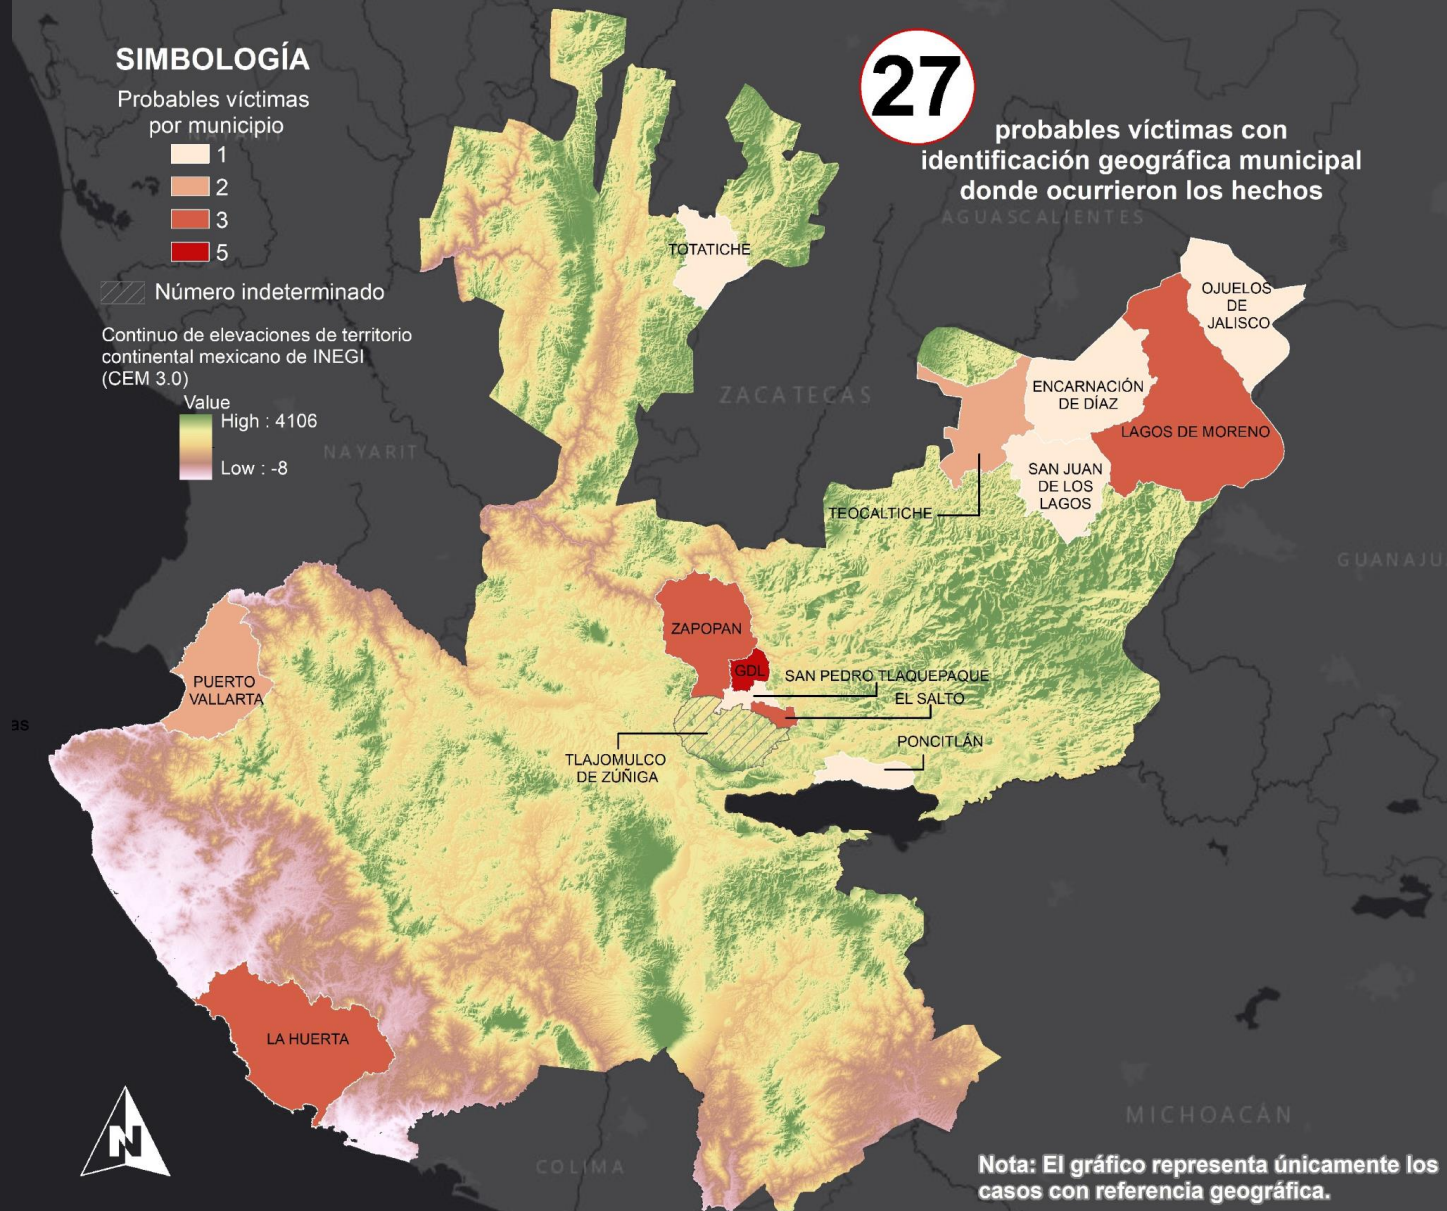 SIMBOLOGÍA
Probables víctimas
por municipio
1
2
3
5
Número indeterminado
Continuo de elevaciones de territorio
continental mexicano de INEGI
(CEM 3.0)
Value
High : 4106
Low : -8
27
probables víctimas con
identificación geográfica municipal
donde ocurrieron los hechos
AGUASCALIENTES
ZACATECAS
NAYARIT
GUANAJU
MICHOACÁN
COLIMA
as
TOTATICHE
OJUELOS
DE
JALISCO
ENCARNACIÓN
DE DÍAZ
LAGOS DE MORENO
SAN JUAN
DE LOS
LAGOS
TEOCALTICHE
ZAPOPAN
GDL
SAN PEDRO TLAQUEPAQUE
EL SALTO
PUERTO
VALLARTA
TLAJOMULCO
DE ZÚÑIGA
PONCITLÁN
LA HUERTA
N
Nota: El gráfico representa únicamente los
casos con referencia geográfica.